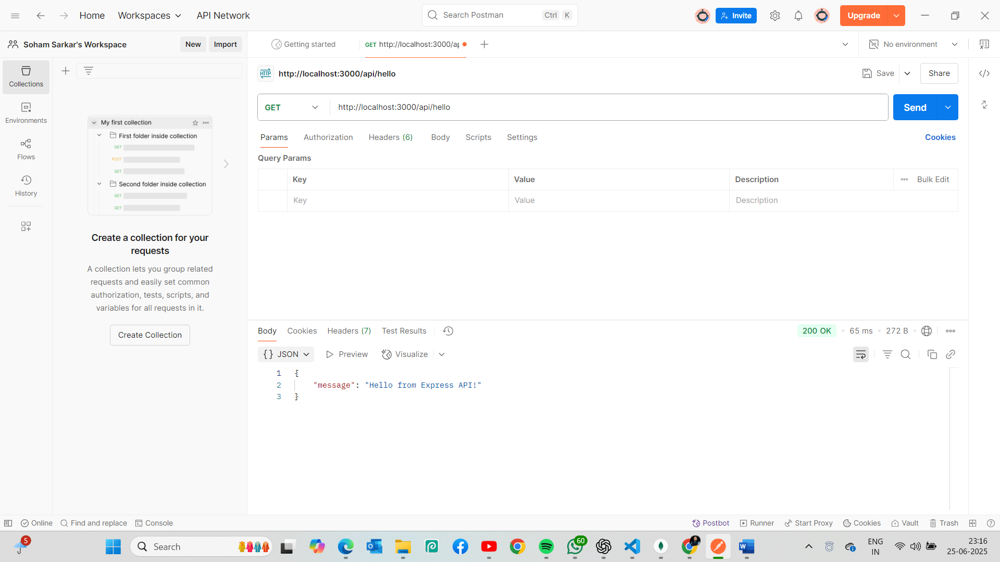 Home
Workspaces
API Network
Search Postman
Ctrl K
Invite
Upgrade
Soham Sarkar's Workspace
New
Import
Getting started
GET http://localhost:3000/ap
No environment
Collections
Environments
Flows
History
My first collection
First folder inside collection
GET
POST
GET
Second folder inside collection
GET
GET
Create a collection for your
requests
A collection lets you group related
requests and easily set common
authorization, tests, scripts, and
variables for all requests in it.
Create Collection
HTTP
http://localhost:3000/api/hello
Save
Share
GET
http://localhost:3000/api/hello
Send
Params
Authorization
Headers (6)
Body
Scripts
Settings
Cookies
Query Params
Key
Value
Description
Bulk Edit
Key
Value
Description
Body
Cookies
Headers (7)
Test Results
200 OK
65 ms
272 B
{} JSON
Preview
Visualize
1 {
2 "message": "Hello from Express API!"
3 }
Online
Find and replace
Console
Postbot
Runner
Start Proxy
Cookies
Vault
Trash
5
Search
60
ENG
IN
23:16
25-06-2025